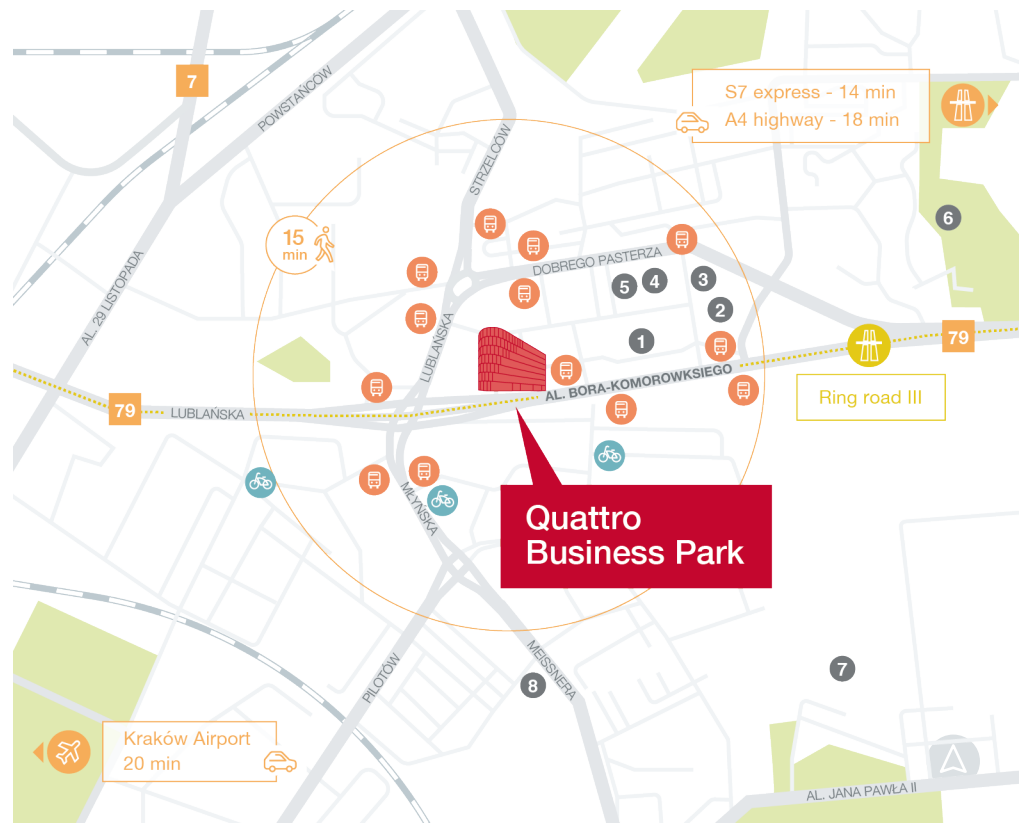 7
POWSTAŃCÓW
S7 express - 14 min
A4 highway - 18 min
STRZELCÓW
6
15
min
DOBREGO PASTERZA
AL. 29 LISTOPADA
5
4
3
2
1
LUBLAŃSKA
79
79
AL. BORA-KOMOROWKSIEGO
Ring road III
LUBLAŃSKA
MŁYŃSKA
Quattro
Business Park
PILOTÓW
MEISSNERA
7
8
Kraków Airport
20 min
AL. JANA PAWŁA II